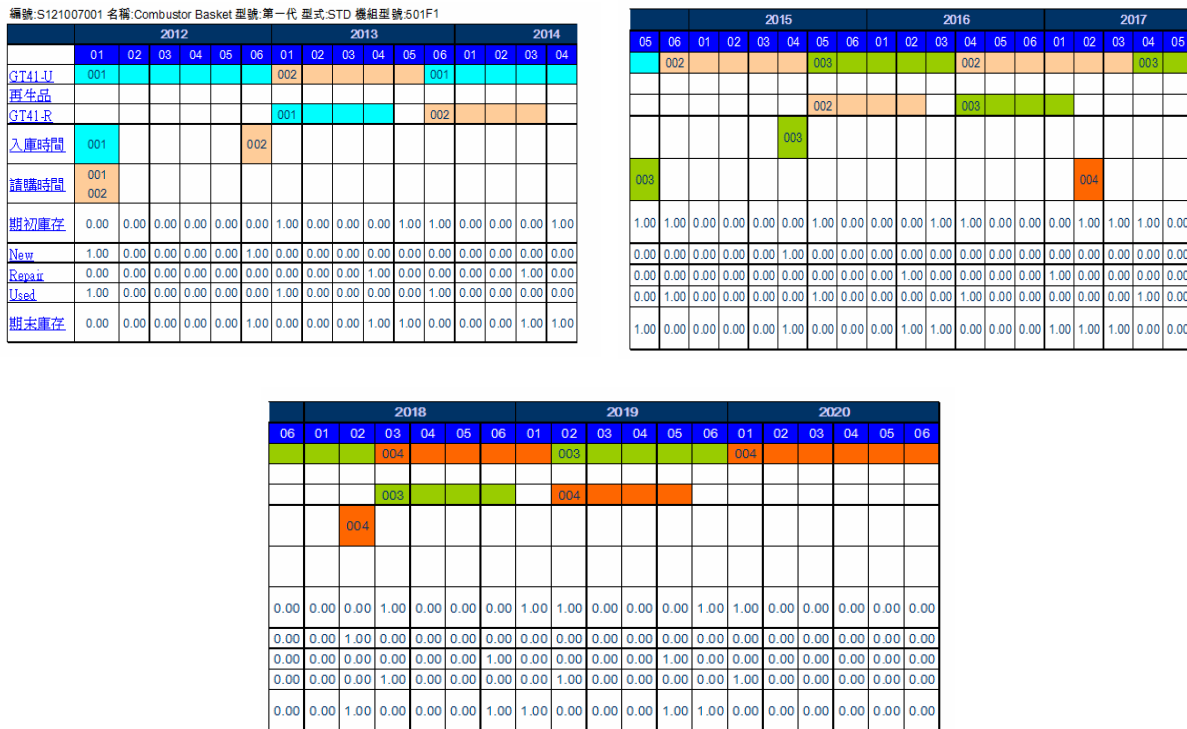 編號:S121007001 名稱:Combustor Basket 型號:第一代 型式:STD 機組型號:501F1
2012 2013 2014
01 02 03 04 05 06 01 02 03 04 05 06 01 02 03 04
GT41-U 001 002 001
再生品
GT41-R 001 002
入庫時間 001 002
請購時間 001
002
期初庫存 0.00 0.00 0.00 0.00 0.00 0.00 1.00 0.00 0.00 0.00 1.00 1.00 0.00 0.00 0.00 1.00
New 1.00 0.00 0.00 0.00 0.00 1.00 0.00 0.00 0.00 0.00 0.00 0.00 0.00 0.00 0.00 0.00
Repair 0.00 0.00 0.00 0.00 0.00 0.00 0.00 0.00 0.00 1.00 0.00 0.00 0.00 0.00 1.00 0.00
Used 1.00 0.00 0.00 0.00 0.00 0.00 1.00 0.00 0.00 0.00 0.00 1.00 0.00 0.00 0.00 0.00
期末庫存 0.00 0.00 0.00 0.00 0.00 1.00 0.00 0.00 0.00 1.00 1.00 0.00 0.00 0.00 1.00 1.00
2015 2016 2017
05 06 01 02 03 04 05 06 01 02 03 04 05 06 01 02 03 04 05
002 003 002 003
002 003
003
003 004
1.00 1.00 0.00 0.00 0.00 0.00 1.00 0.00 0.00 0.00 1.00 1.00 0.00 0.00 0.00 1.00 1.00 1.00 0.00
0.00 0.00 0.00 0.00 0.00 1.00 0.00 0.00 0.00 0.00 0.00 0.00 0.00 0.00 0.00 0.00 0.00 0.00 0.00
0.00 0.00 0.00 0.00 0.00 0.00 0.00 0.00 0.00 1.00 0.00 0.00 0.00 0.00 1.00 0.00 0.00 0.00 0.00
0.00 1.00 0.00 0.00 0.00 0.00 1.00 0.00 0.00 0.00 0.00 1.00 0.00 0.00 0.00 0.00 0.00 1.00 0.00
1.00 0.00 0.00 0.00 0.00 1.00 0.00 0.00 0.00 1.00 1.00 0.00 0.00 0.00 1.00 1.00 1.00 0.00 0.00
2018 2019 2020
06 01 02 03 04 05 06 01 02 03 04 05 06 01 02 03 04 05 06
004 003 004
003 004
004
0.00 0.00 0.00 1.00 0.00 0.00 0.00 1.00 1.00 0.00 0.00 0.00 1.00 1.00 0.00 0.00 0.00 0.00 0.00
0.00 0.00 1.00 0.00 0.00 0.00 0.00 0.00 0.00 0.00 0.00 0.00 0.00 0.00 0.00 0.00 0.00 0.00 0.00
0.00 0.00 0.00 0.00 0.00 0.00 1.00 0.00 0.00 0.00 0.00 1.00 0.00 0.00 0.00 0.00 0.00 0.00 0.00
0.00 0.00 0.00 1.00 0.00 0.00 0.00 0.00 1.00 0.00 0.00 0.00 0.00 1.00 0.00 0.00 0.00 0.00 0.00
0.00 0.00 1.00 0.00 0.00 0.00 1.00 1.00 0.00 0.00 0.00 1.00 1.00 0.00 0.00 0.00 0.00 0.00 0.00